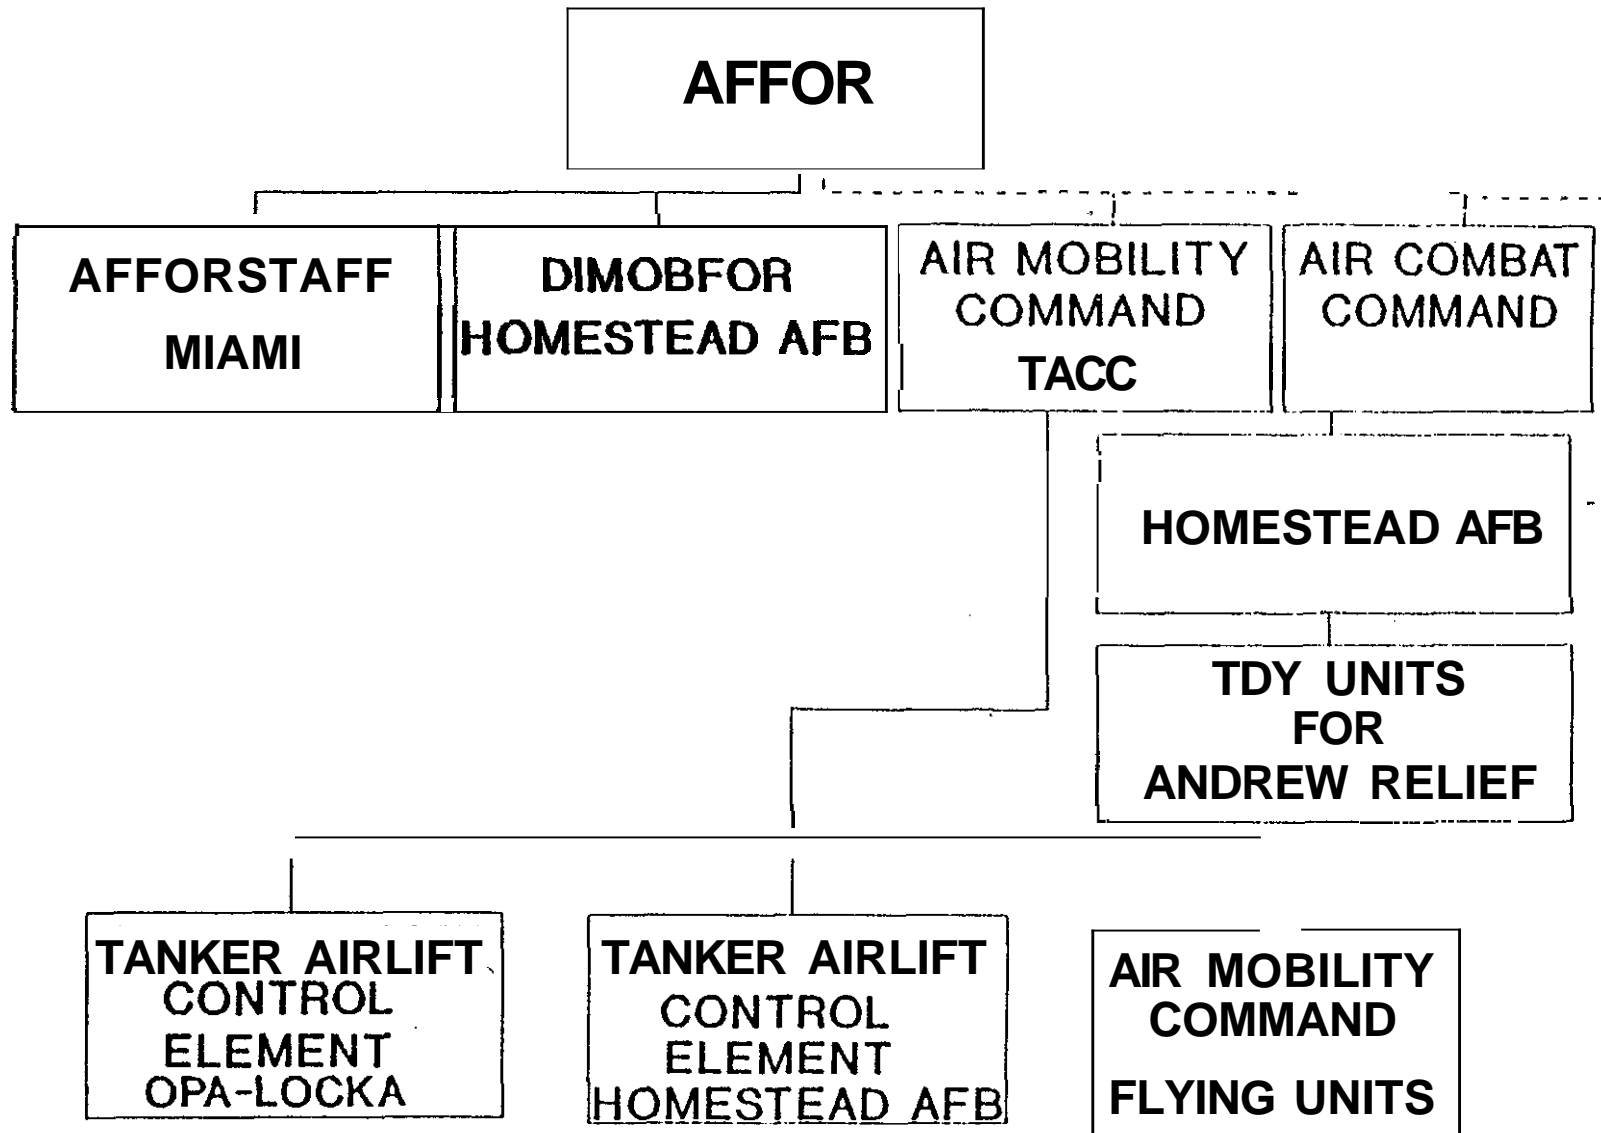 AFFOR
AFFORSTAFF
MIAMI
DIMOBFOR
HOMESTEAD AFB
AIR MOBILITY
COMMAND
TACC
AIR COMBAT
COMMAND
HOMESTEAD AFB
TDY UNITS
FOR
ANDREW RELIEF
TANKER AIRLIFT
CONTROL
ELEMENT
OPA-LOCKA
TANKER AIRLIFT
CONTROL
ELEMENT
HOMESTEAD AFB
AIR MOBILITY
COMMAND
FLYING UNITS